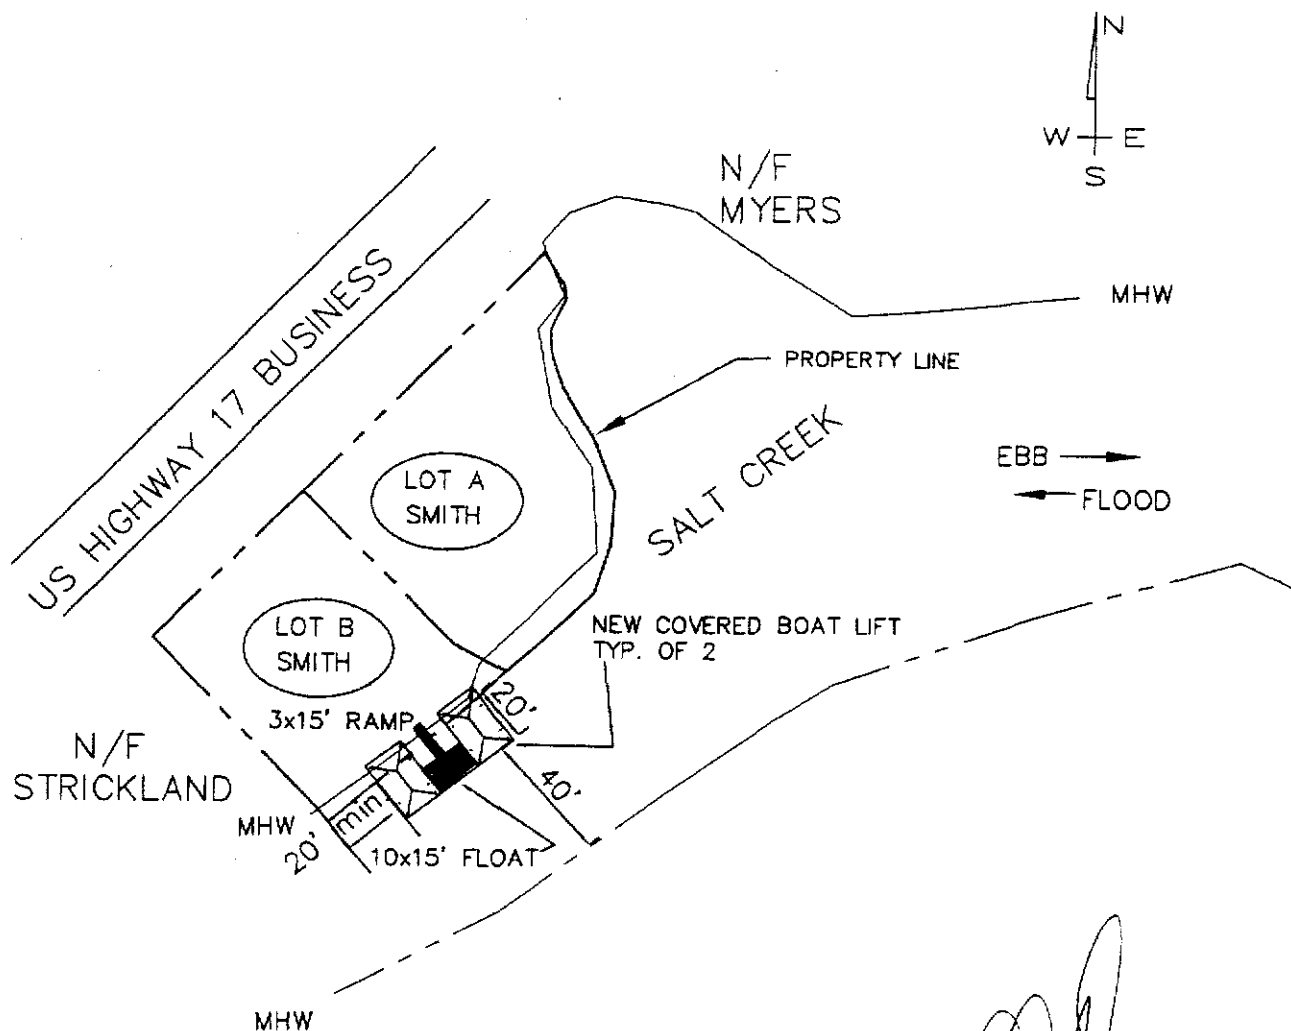 N
W E
S
N/F
MYERS
MHW
US HIGHWAY 17 BUSINESS
PROPERTY LINE
SALT CREEK
EBB
FLOOD
LOT A
SMITH
LOT B
SMITH
NEW COVERED BOAT LIFT
TYP. OF 2
20'
3x15' RAMP
N/F
STRICKLAND
40'
MHW
20' min
10x15' FLOAT
MHW